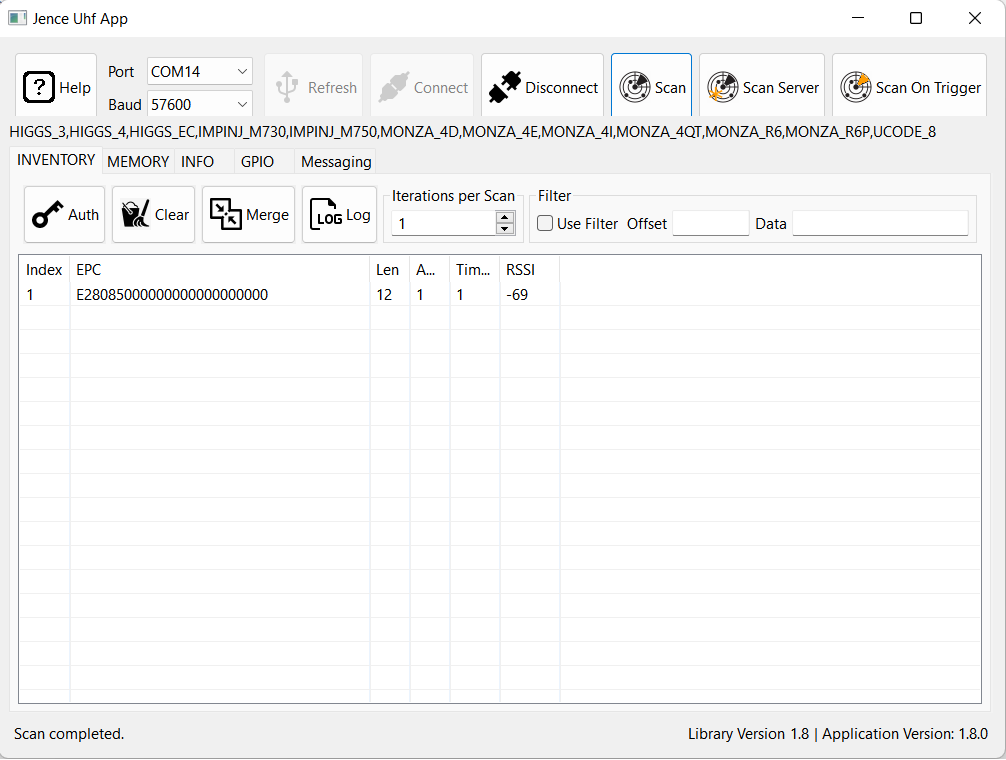 Jence Uhf App
Help Port COM14 Refresh Connect Disconnect Scan Scan Server Scan On Trigger
Baud 57600
HIGGS_3,HIGGS_4,HIGGS_EC,IMPINJ_M730,IMPINJ_M750,MONZA_4D,MONZA_4E,MONZA_4I,MONZA_4QT,MONZA_R6,MONZA_R6P,UCODE_8
INVENTORY MEMORY INFO GPIO Messaging
Auth Clear Merge LOG Log
Iterations per Scan
1
Filter
Use Filter Offset Data
Index EPC Len A... Tim... RSSI
1 E28085000000000000000000 12 1 1 -69
Scan completed. Library Version 1.8 | Application Version: 1.8.0